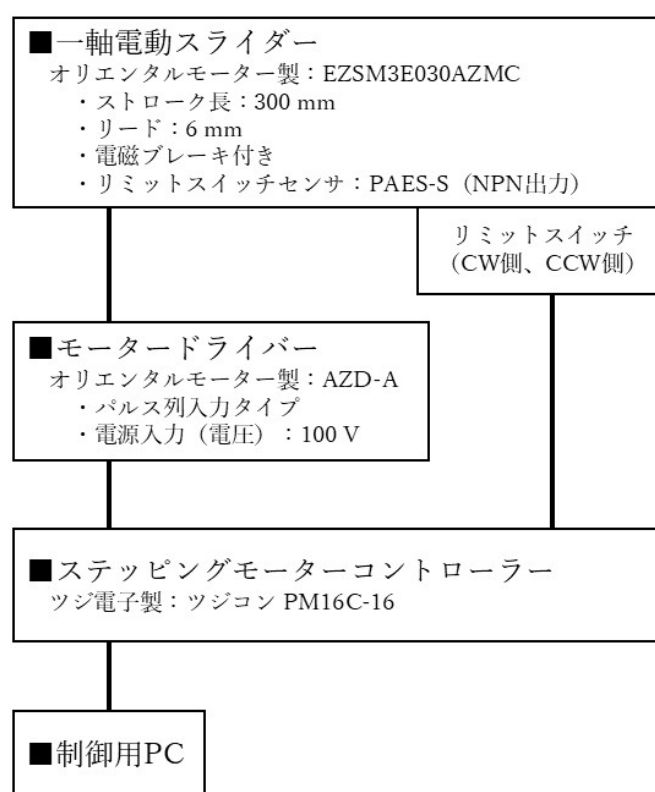 ■一軸電動スライダー
オリエンタルモーター製：EZSM3E030AZMC
・ストローク長：300 mm
・リード：6 mm
・電磁ブレーキ付き
・リミットスイッチセンサ：PAES-S（NPN出力）
リミットスイッチ
（CW側、CCW側）
■モータードライバー
オリエンタルモーター製：AZD-A
・パルス列入力タイプ
・電源入力（電圧）：100 V
■ステッピングモーターコントローラー
ツジ電子製：ツジコン PM16C-16
■制御用PC